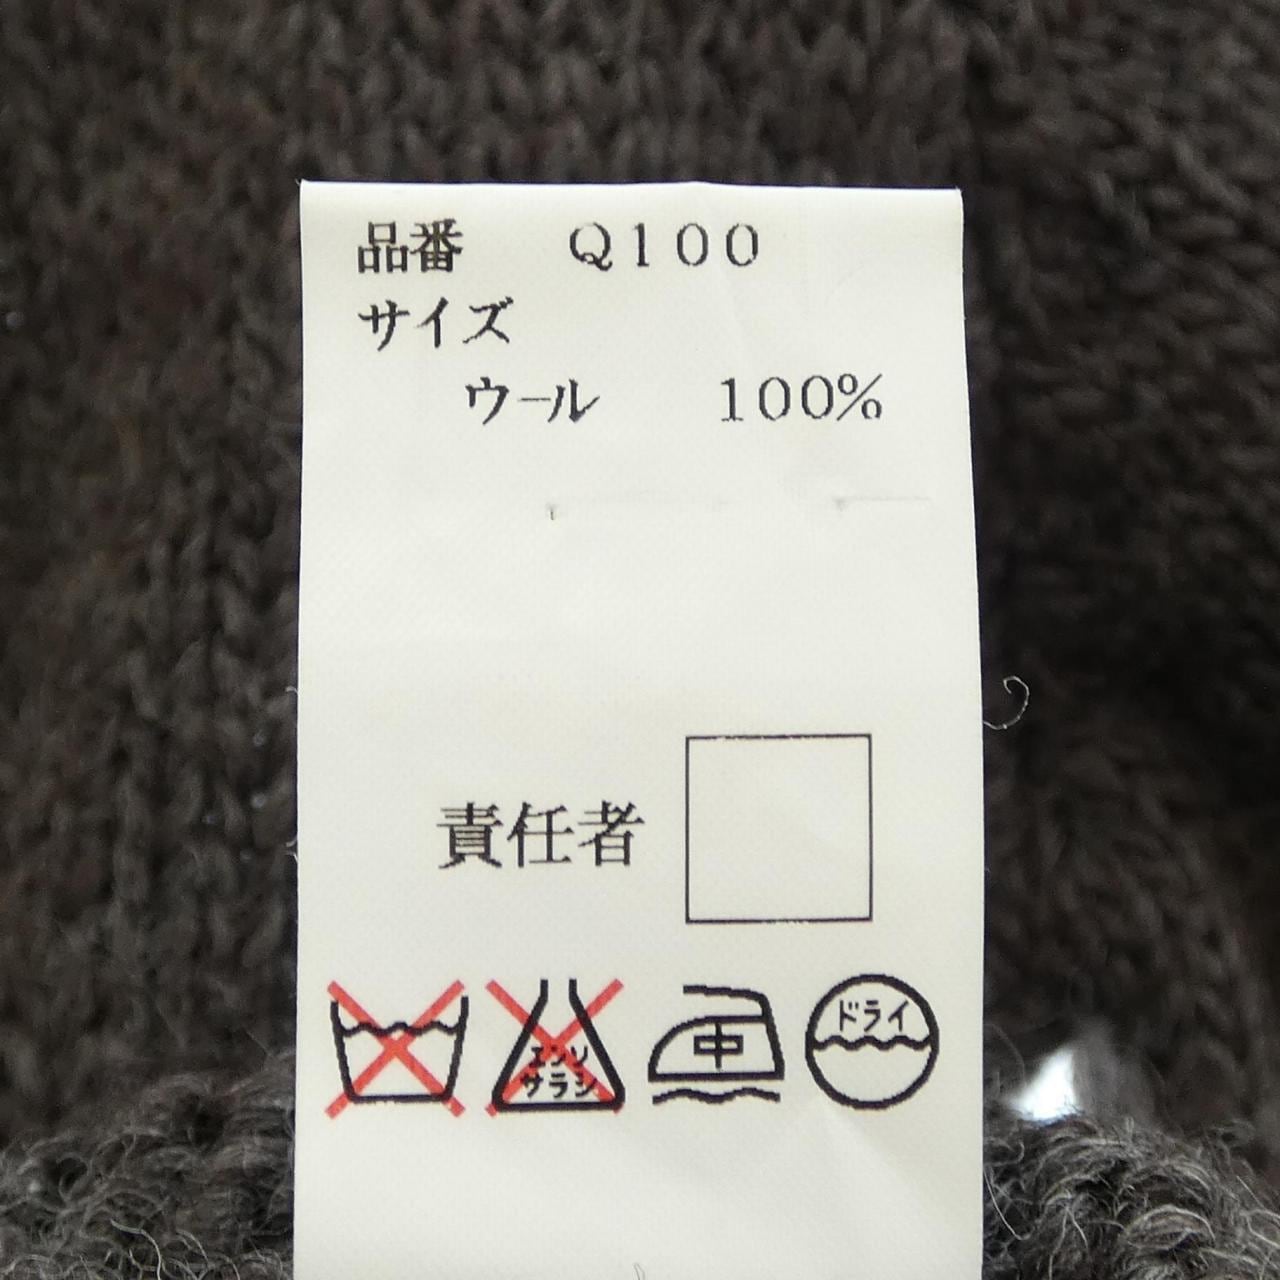 品番 Q100
サイズ
ウール 100%
責任者
エンソ
サラシ
中
ドライ